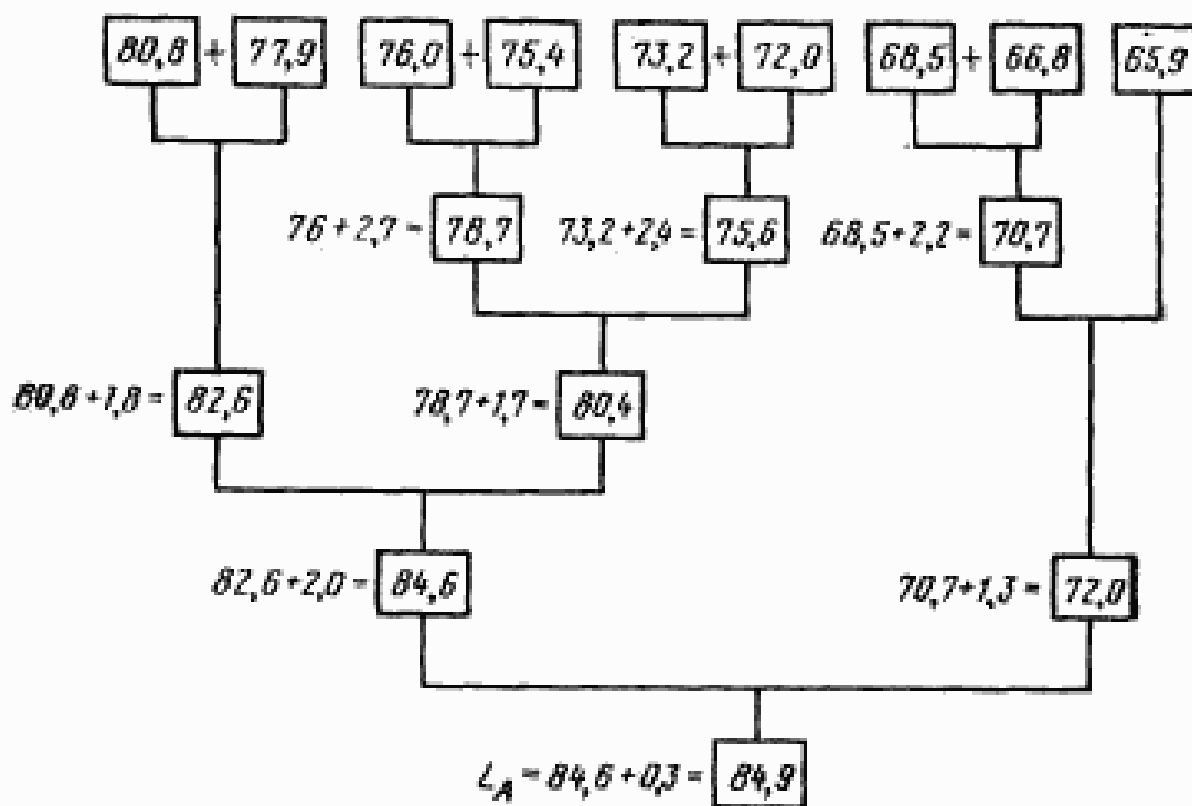 80,8 + 77,9 76,0 + 75,4 73,2 + 72,0 68,5 + 66,8 65,9
76 + 2,7 = 78,7 73,2 + 2,4 = 75,6 68,5 + 2,2 = 70,7
80,8 + 1,8 = 82,6 78,7 + 1,7 = 80,4
82,6 + 2,0 = 84,6 70,7 + 1,3 = 72,0
L_A = 84,6 + 0,3 = 84,9